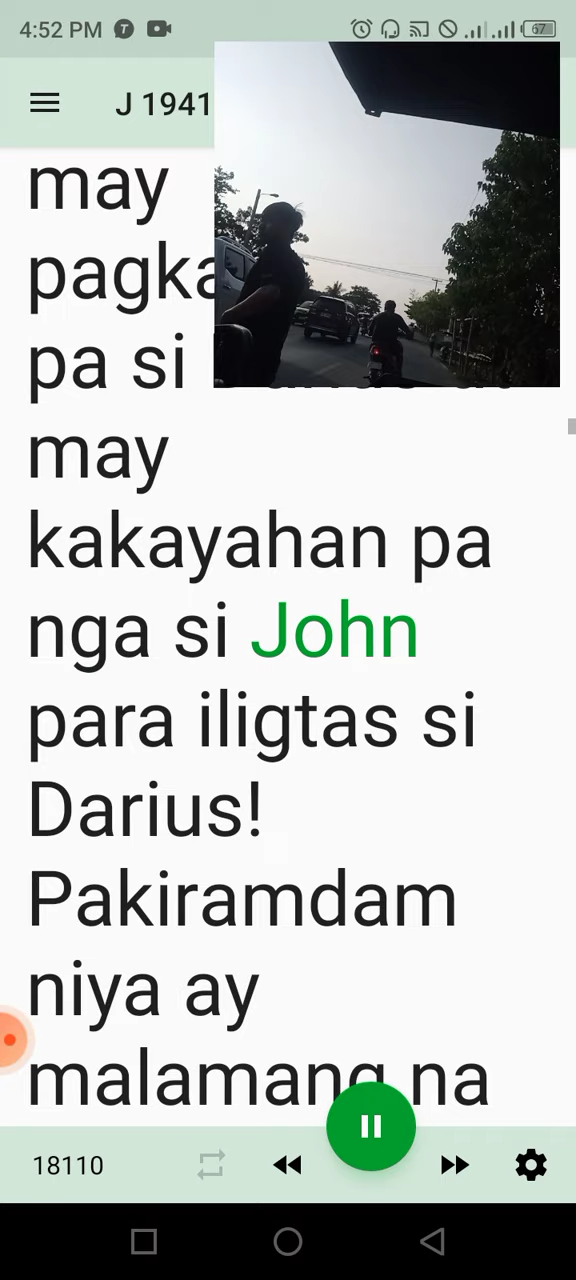 4:52 PM
67
J 1941
may
pa si
may
kakayahan pa
nga si John
para iligtas si
Darius!
Pakiramdam
niya ay
malamang na
18110